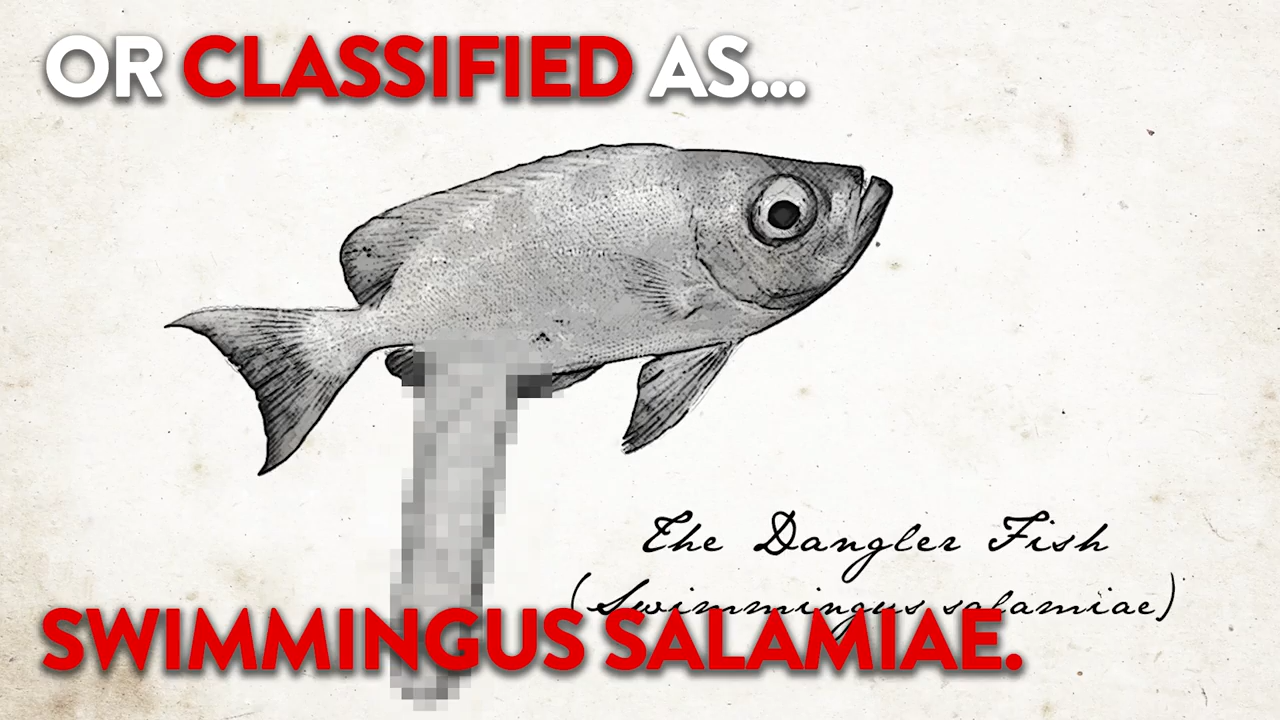 OR CLASSIFIED AS...
The Dangler Fish
(Swimmingus salamiae)
SWIMMINGUS SALAMIAE.